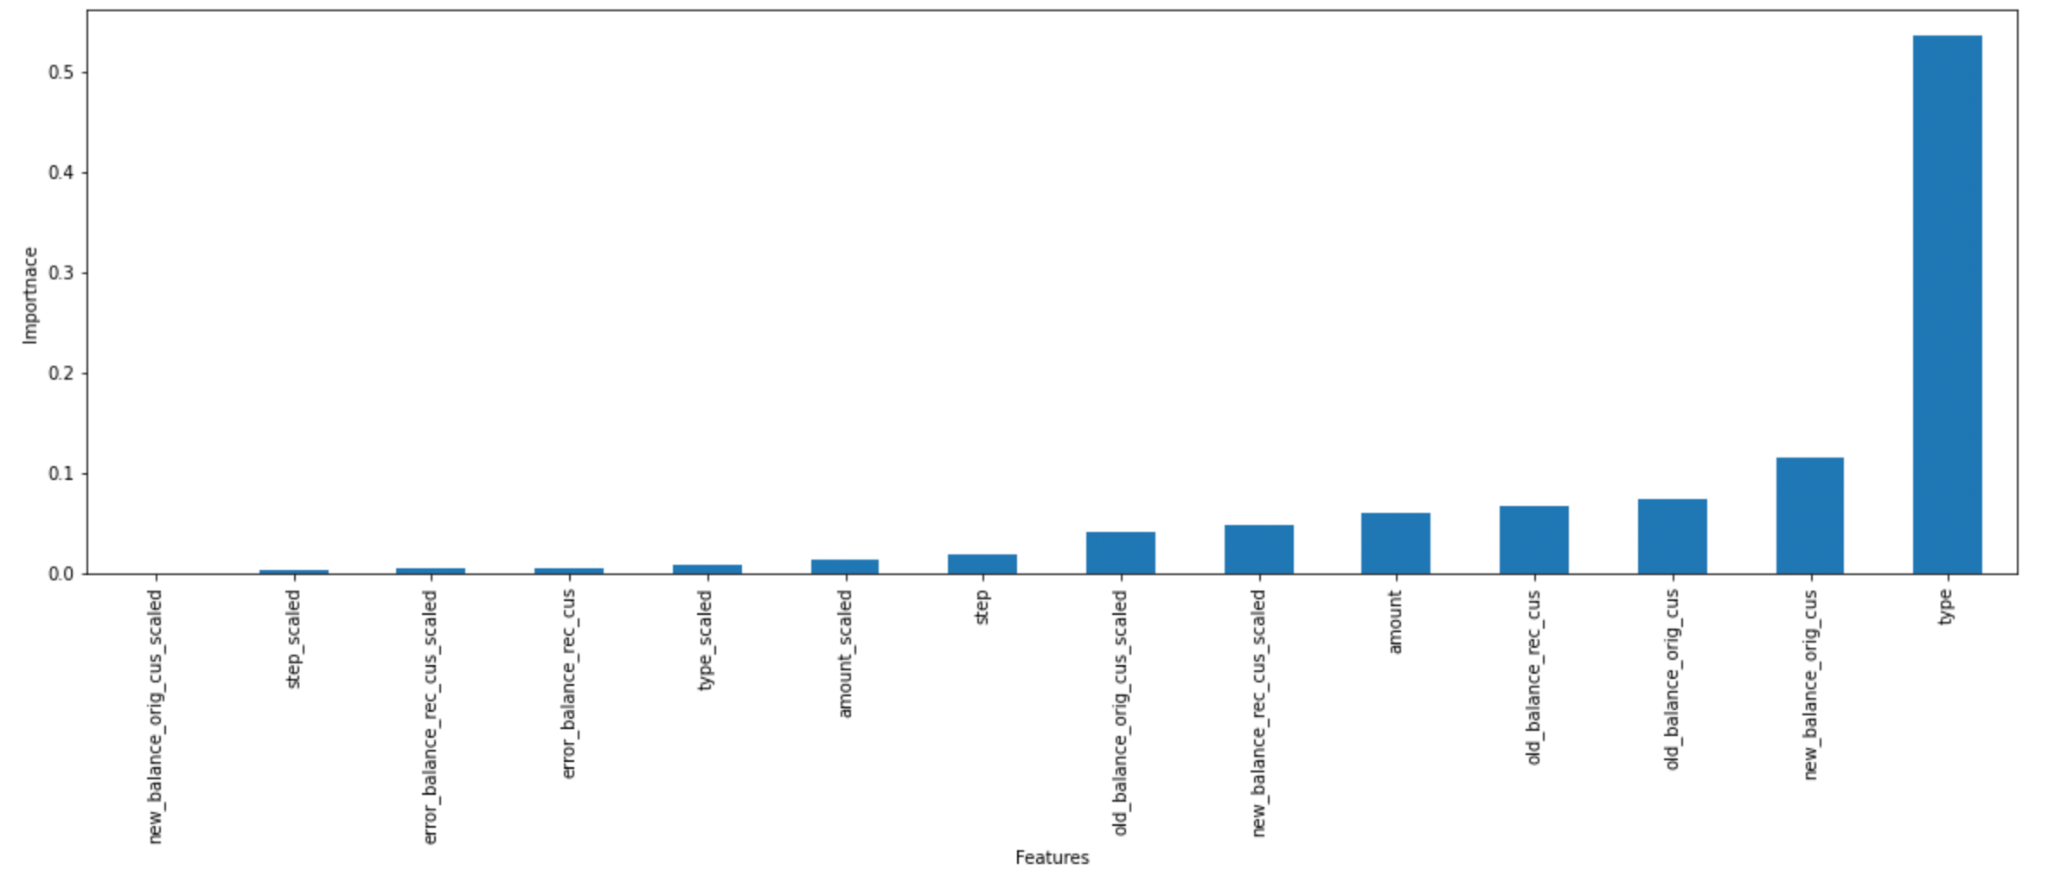 Importnace
0.5
0.4
0.3
0.2
0.1
0.0
new_balance_orig_cus_scaled
step_scaled
error_balance_rec_cus_scaled
error_balance_rec_cus
type_scaled
amount_scaled
step
old_balance_orig_cus_scaled
new_balance_rec_cus_scaled
amount
old_balance_rec_cus
old_balance_orig_cus
new_balance_orig_cus
type
Features